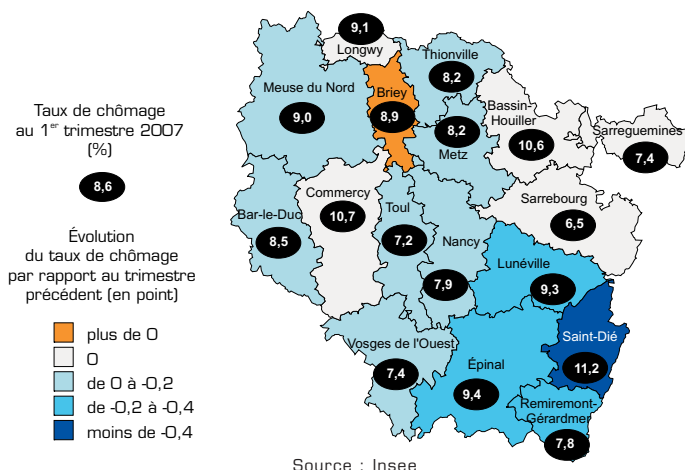 Taux de chômage
au 1er trimestre 2007
(%)
8,6
Évolution
du taux de chômage
par rapport au trimestre
précédent (en point)
plus de 0
0
de 0 à -0,2
de -0,2 à -0,4
moins de -0,4
9,1
Longwy
Thionville
8,2
Meuse du Nord
9,0
Briey
8,9
8,2
Metz
Bassin-
Houiller
10,6
Sarreguemines
7,4
Bar-le-Duc
8,5
Commercy
10,7
Toul
7,2
Nancy
7,9
Sarrebourg
6,5
Lunéville
9,3
Vosges de l'Ouest
7,4
Épinal
9,4
Saint-Dié
11,2
Remiremont-
Gérardmer
7,8
Source : Insee